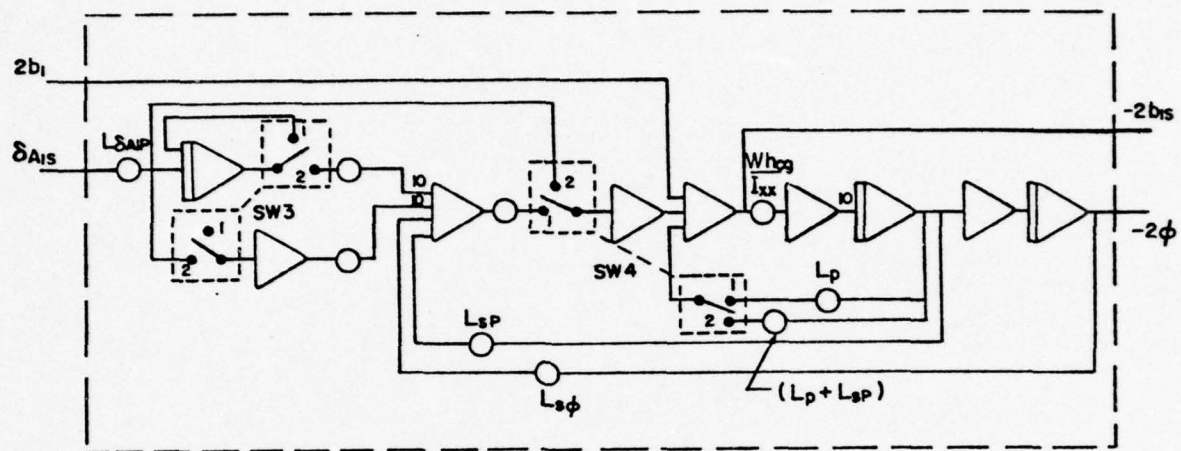 2b₁
δA₁S
LδA₁P
1
2
SW3
1
2
10
10
2
1
SW4
Whcg
Ixx
10
-2b₁s
-2φ
1
2
Lp
(Lp + Lsp)
Lsp
Lsφ